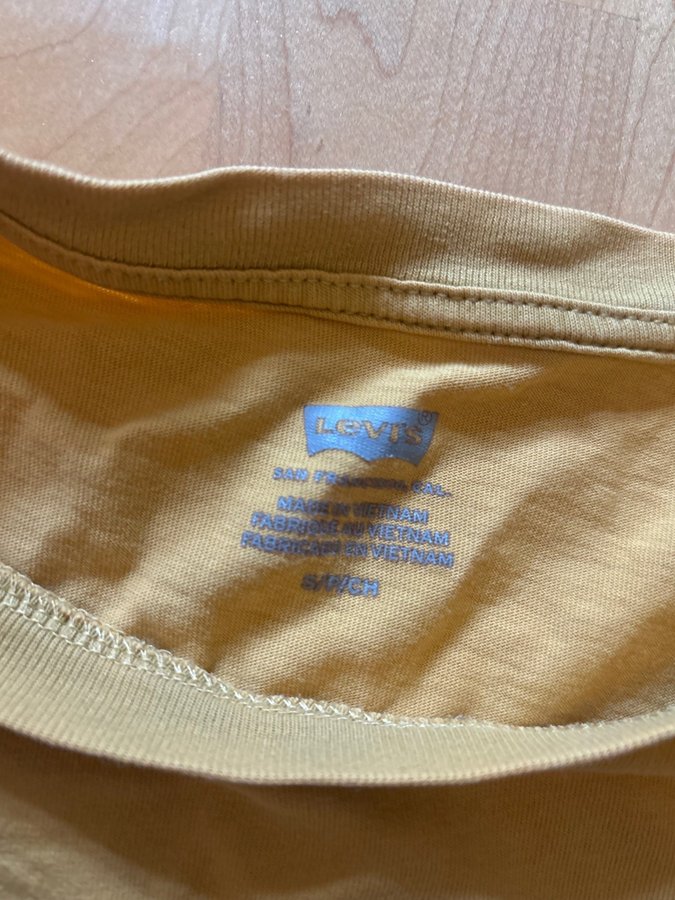 LEVI'S®
SAN FRANCISCO, CAL.
MADE IN VIETNAM
FABRIQUÉ AU VIETNAM
FABRICADO EN VIETNAM
S/P/CH